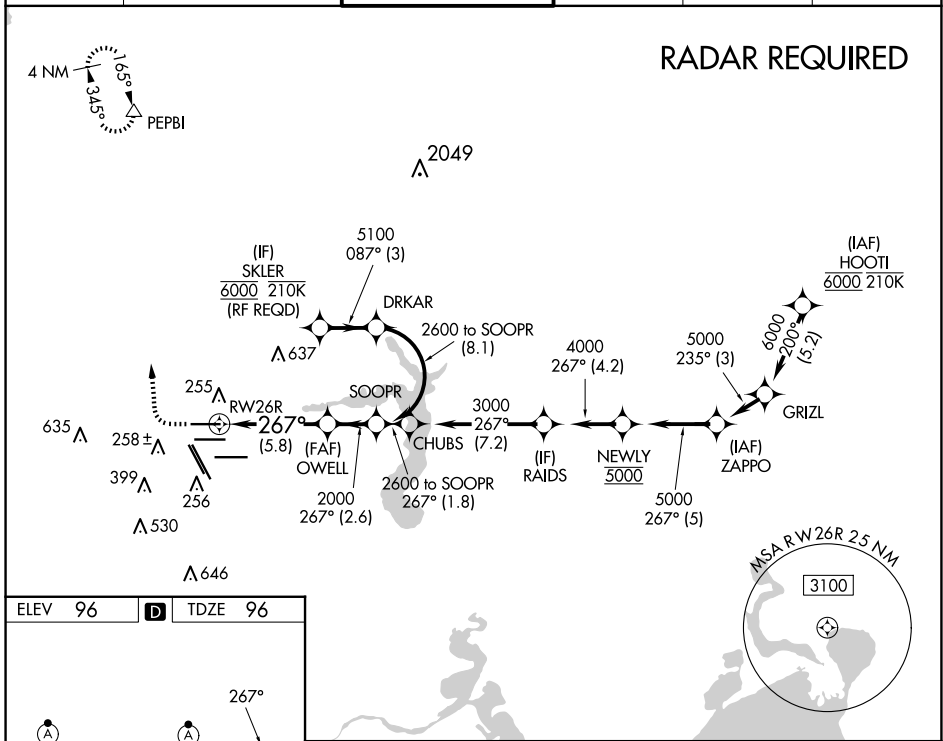 RADAR REQUIRED
4 NM
165°
345°
PEPBI
2049
5100
087° (3)
(IF)
SKLER
6000 210K
(RF REQD)
DRKAR
(IAF)
HOOTI
6000 210K
2600 to SOOPR
(8.1)
6000
200°
(5.2)
5000
235° (3)
4000
267° (4.2)
637
255
SOOPR
GRIZL
RW26R
267°
(5.8)
3000
267°
(7.2)
635
258 ±
(FAF)
OWELL
CHUBS
(IF)
RAIDS
NEWLY
5000
(IAF)
ZAPPO
399
256
2000
267° (2.6)
2600 to SOOPR
267° (1.8)
5000
267° (5)
530
646
MSA RW26R 25 NM
3100
ELEV 96 D TDZE 96
267°
A
A